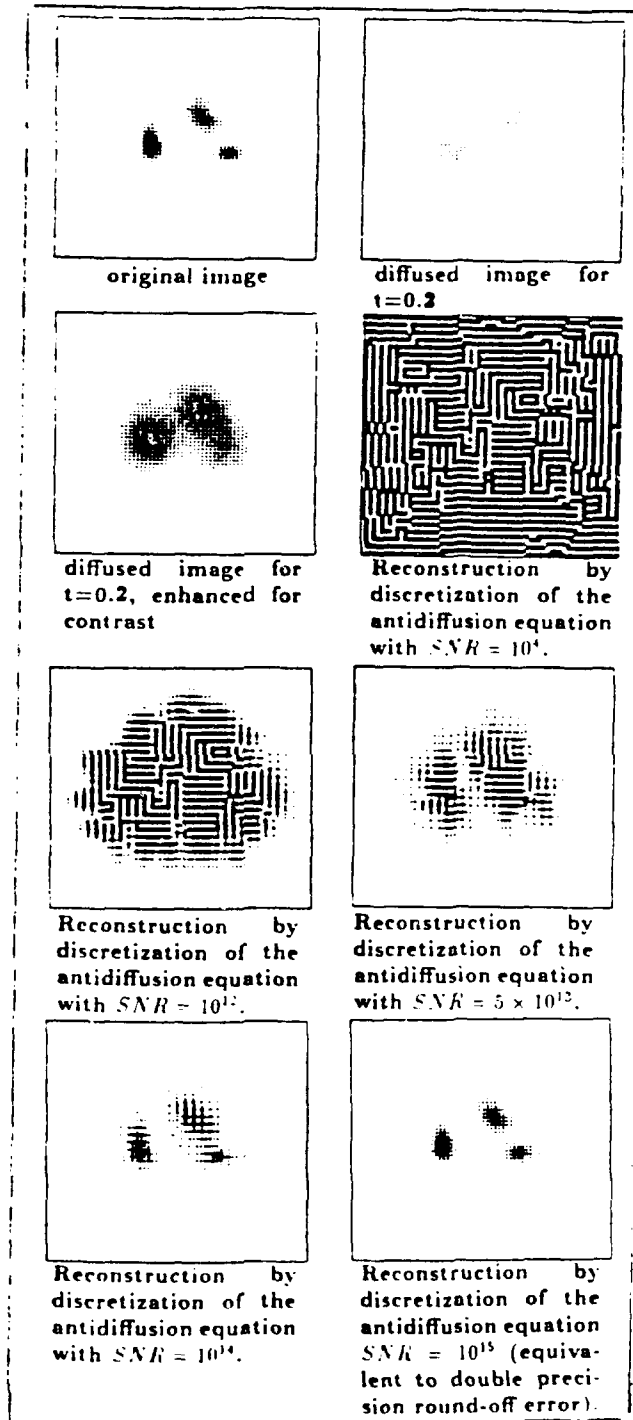 original image
diffused image for
t=0.2
diffused image for
t=0.2, enhanced for
contrast
Reconstruction by
discretization of the
antidiffusion equation
with SNR = 10⁴.
Reconstruction by
discretization of the
antidiffusion equation
with SNR =
Reconstruction by
discretization of the
antidiffusion equation
with SNR = 5 ×
Reconstruction by
discretization of the
antidiffusion equation
with SNR = 10¹⁴.
Reconstruction by
discretization of the
antidiffusion equation
SNR = 10¹⁵ (equiva-
lent to double preci-
sion round-off error).